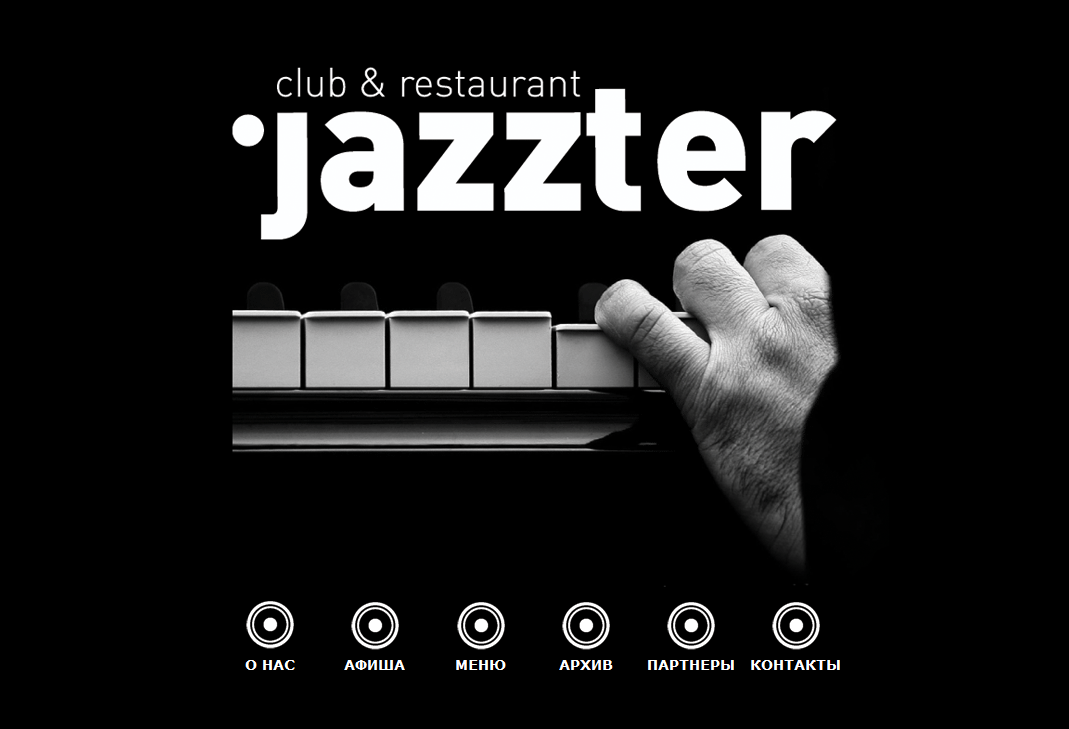 club & restaurant
jazzter
О НАС
АФИША
МЕНЮ
АРХИВ
ПАРТНЕРЫ
КОНТАКТЫ